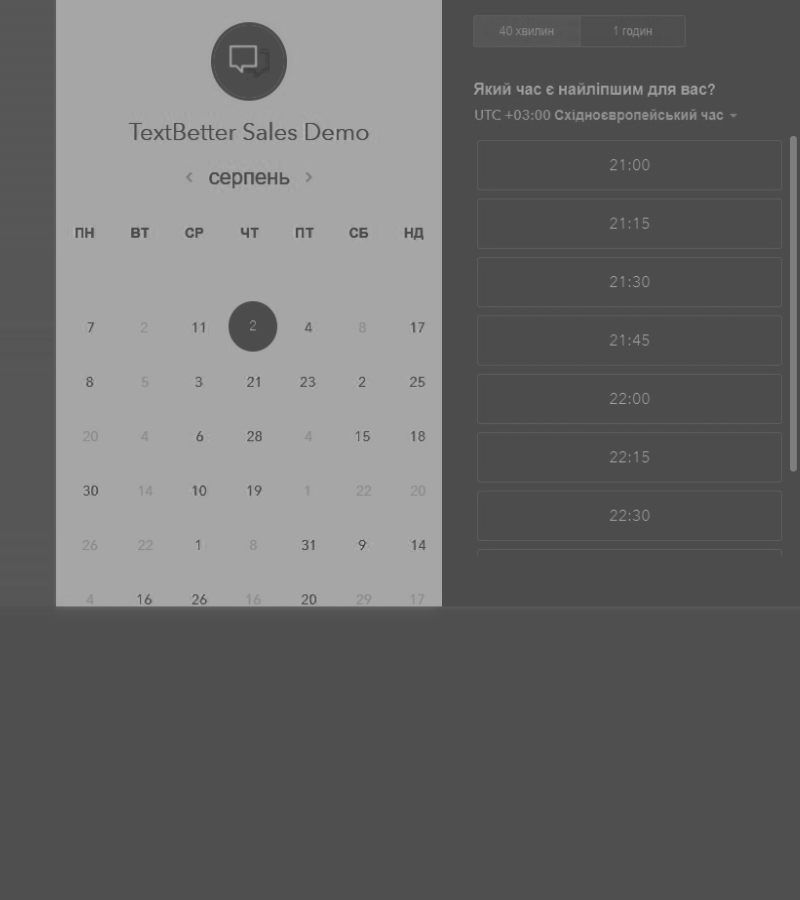 TextBetter Sales Demo
‹ серпень ›
ПН ВТ СР ЧТ ПТ СБ НД
7 2 11 2 4 8 17
8 5 3 21 23 2 25
20 4 6 28 4 15 18
30 14 10 19 1 22 20
26 22 1 8 31 9 14
4 16 26 16 20 29 17
40 хвилин 1 годин
Який час є найліпшим для вас?
UTC +03:00 Східноєвропейський час
21:00
21:15
21:30
21:45
22:00
22:15
22:30